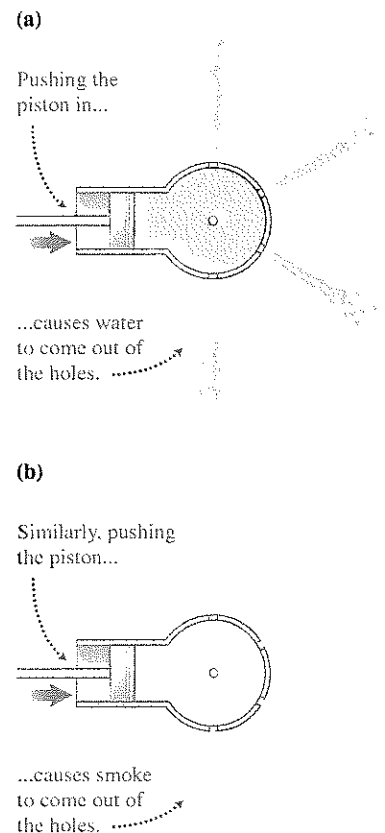 (a)
Pushing the
piston in...
...causes water
to come out of
the holes.
(b)
Similarly, pushing
the piston...
...causes smoke
to come out of
the holes.